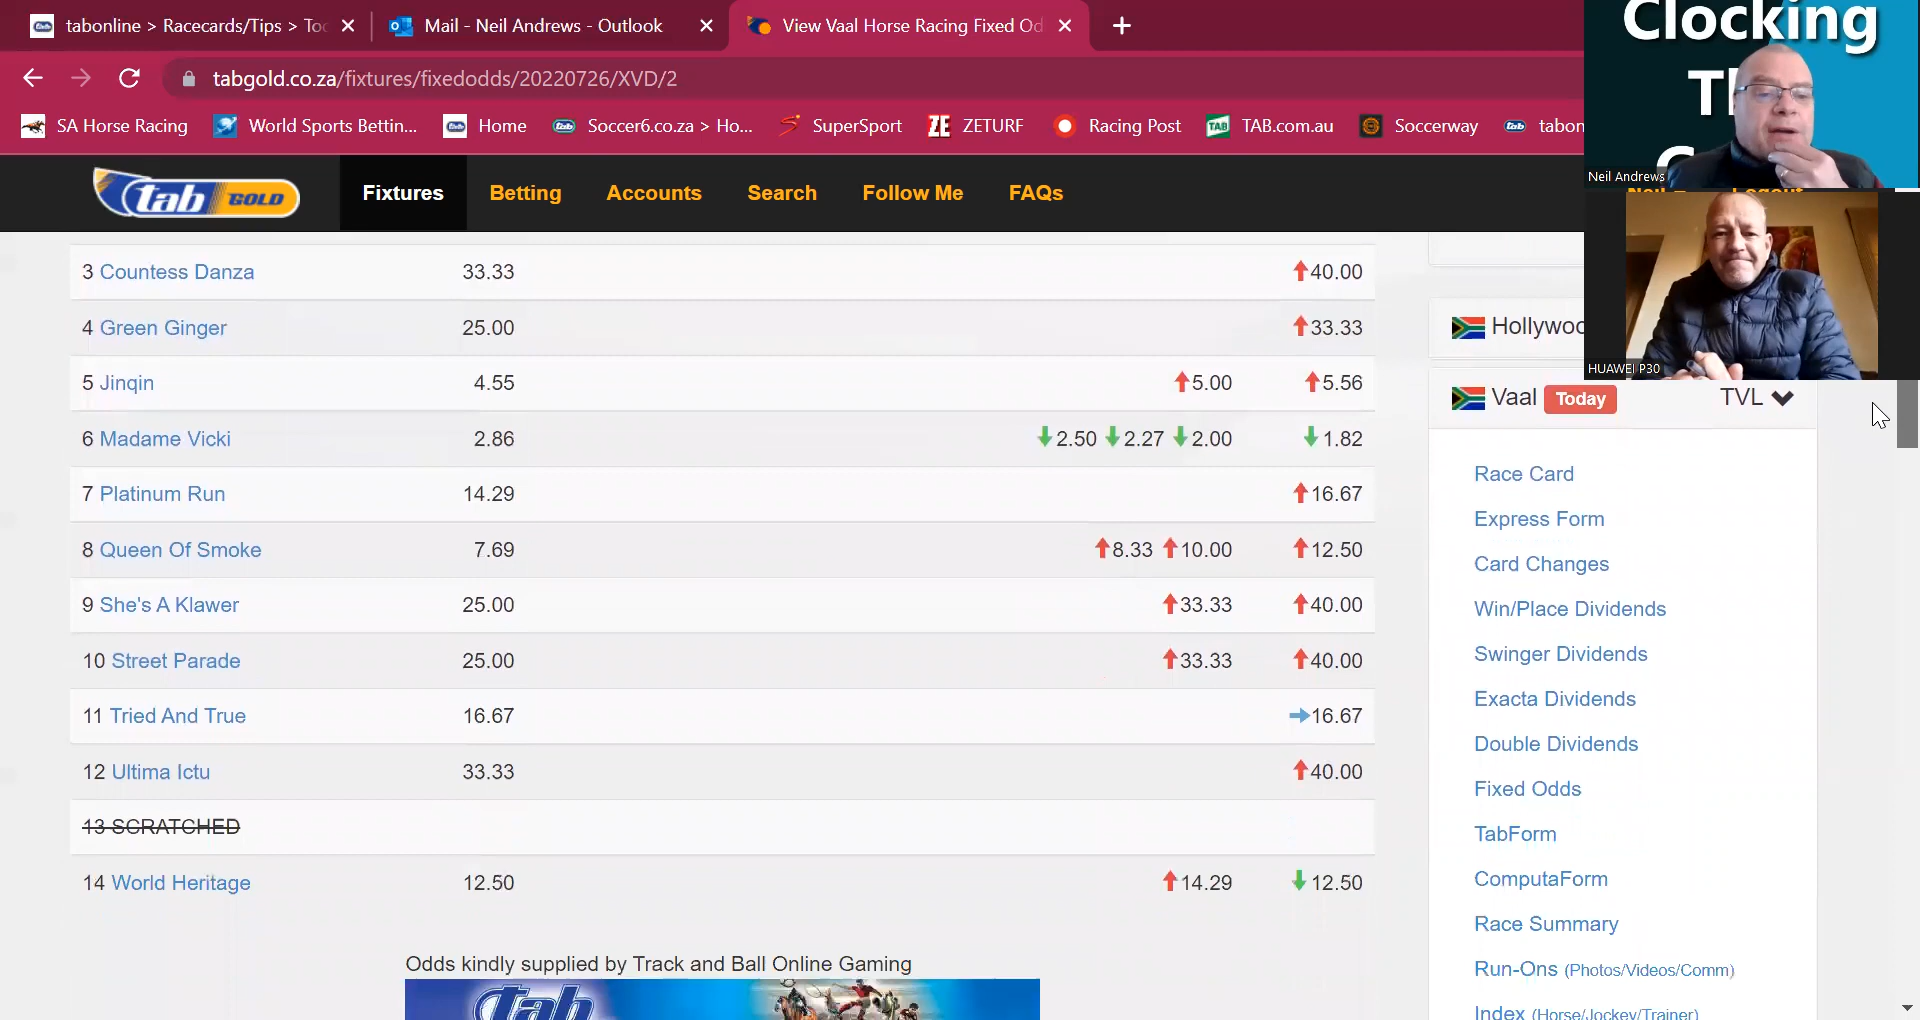 tabonline > Racecards/Tips > To
Mail - Neil Andrews - Outlook
View Vaal Horse Racing Fixed Od
tabgold.co.za/fixtures/fixedodds/20220726/XVD/2
SA Horse Racing
World Sports Bettin...
Home
Soccer6.co.za > Ho...
SuperSport
ZE ZETURF
Racing Post
TAB TAB.com.au
Soccerway
tab tabon
Clocking
Neil Andrews
HUAWEI P30
tab GOLD
Fixtures
Betting
Accounts
Search
Follow Me
FAQs
Neil
Logout
3 Countess Danza 33.33 40.00
4 Green Ginger 25.00 33.33
5 Jinqin 4.55 5.00 5.56
6 Madame Vicki 2.86 2.50 2.27 2.00 1.82
7 Platinum Run 14.29 16.67
8 Queen Of Smoke 7.69 8.33 10.00 12.50
9 She's A Klawer 25.00 33.33 40.00
10 Street Parade 25.00 33.33 40.00
11 Tried And True 16.67 16.67
12 Ultima Ictu 33.33 40.00
13 SCRATCHED
14 World Heritage 12.50 14.29 12.50
Odds kindly supplied by Track and Ball Online Gaming
tab
Hollywoo
Vaal Today TVL
Race Card
Express Form
Card Changes
Win/Place Dividends
Swinger Dividends
Exacta Dividends
Double Dividends
Fixed Odds
TabForm
ComputaForm
Race Summary
Run-Ons (Photos/Videos/Comm)
Index (Horse/Jockey/Trainer)